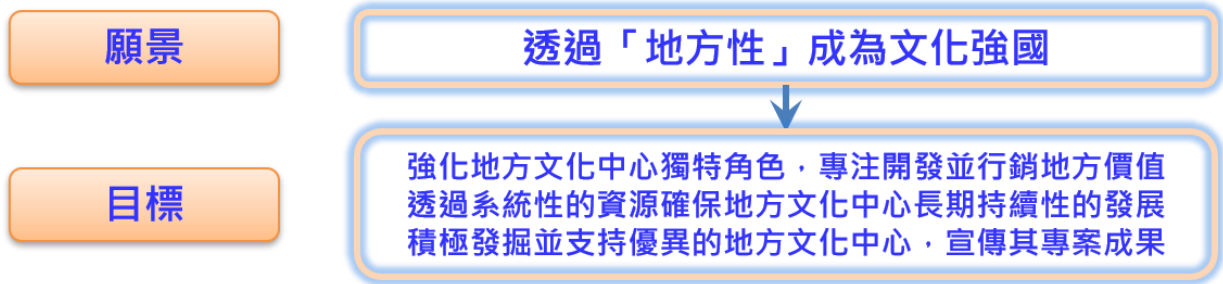 願景
透過「地方性」成為文化強國
目標
強化地方文化中心獨特角色，專注開發並行銷地方價值
透過系統性的資源確保地方文化中心長期持續性的發展
積極發掘並支持優異的地方文化中心，宣傳其專案成果